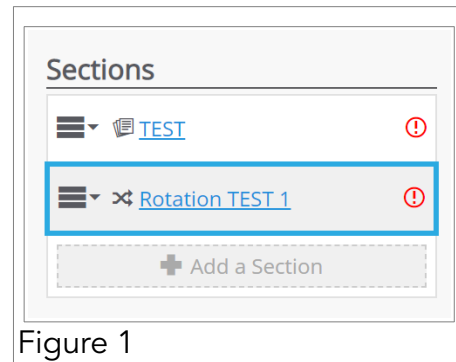 Sections
TEST
Rotation TEST 1
Add a Section
Figure 1